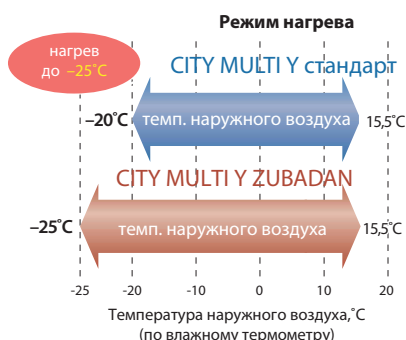 Режим нагрева
нагрев
до –25˚C
CITY MULTI Y стандарт
–20˚C
темп. наружного воздуха
15,5˚C
CITY MULTI Y ZUBADAN
–25˚C
темп. наружного воздуха
15,5˚C
-25 -20 -10 0 10 20
Температура наружного воздуха,˚C
(по влажному термометру)